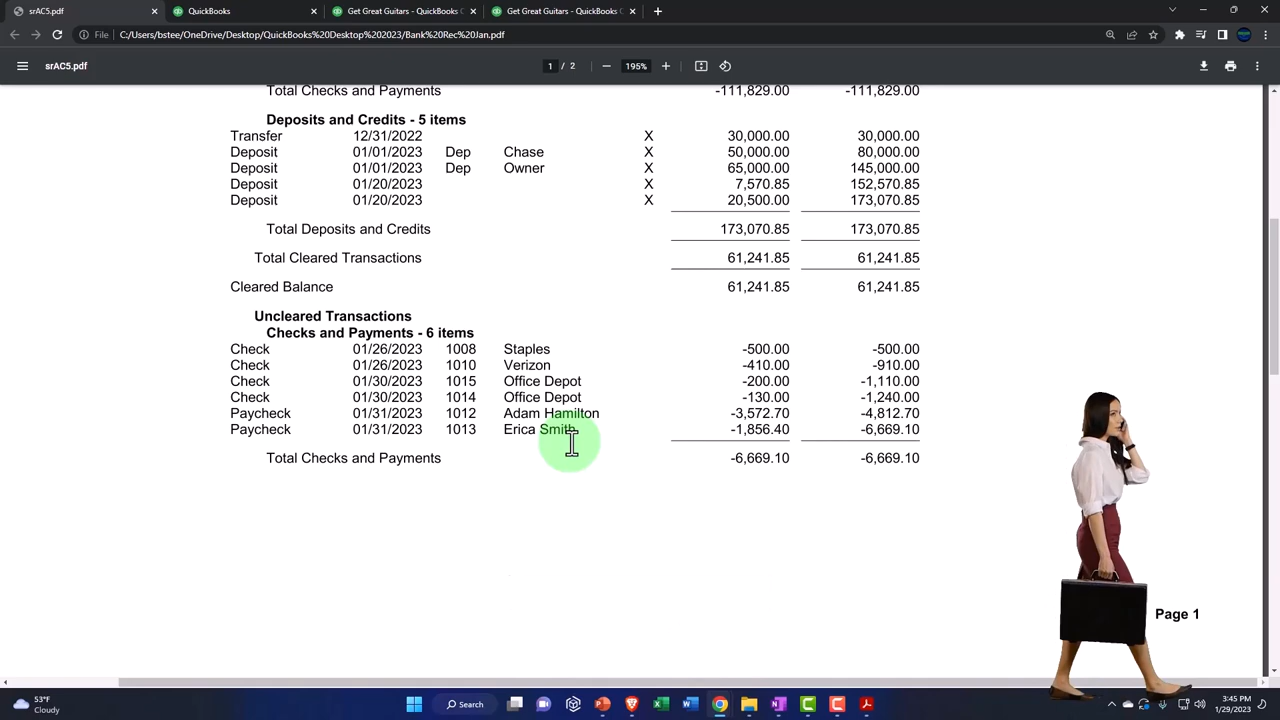 srAC5.pdf
QuickBooks
Get Great Guitars - QuickBooks C
Get Great Guitars - QuickBooks C
File C:/Users/bstee/OneDrive/Desktop/QuickBooks%20Desktop%202023/Bank%20Rec%20Jan.pdf
srAC5.pdf
1 / 2
195%
Total Checks and Payments -111,829.00 -111,829.00
Deposits and Credits - 5 items
Transfer 12/31/2022 X 30,000.00 30,000.00
Deposit 01/01/2023 Dep Chase X 50,000.00 80,000.00
Deposit 01/01/2023 Dep Owner X 65,000.00 145,000.00
Deposit 01/20/2023 X 7,570.85 152,570.85
Deposit 01/20/2023 X 20,500.00 173,070.85
Total Deposits and Credits 173,070.85 173,070.85
Total Cleared Transactions 61,241.85 61,241.85
Cleared Balance 61,241.85 61,241.85
Uncleared Transactions
Checks and Payments - 6 items
Check 01/26/2023 1008 Staples -500.00 -500.00
Check 01/26/2023 1010 Verizon -410.00 -910.00
Check 01/30/2023 1015 Office Depot -200.00 -1,110.00
Check 01/30/2023 1014 Office Depot -130.00 -1,240.00
Paycheck 01/31/2023 1012 Adam Hamilton -3,572.70 -4,812.70
Paycheck 01/31/2023 1013 Erica Smith -1,856.40 -6,669.10
Total Checks and Payments -6,669.10 -6,669.10
Page 1
53°F
Cloudy
Search
3:45 PM
1/29/2023